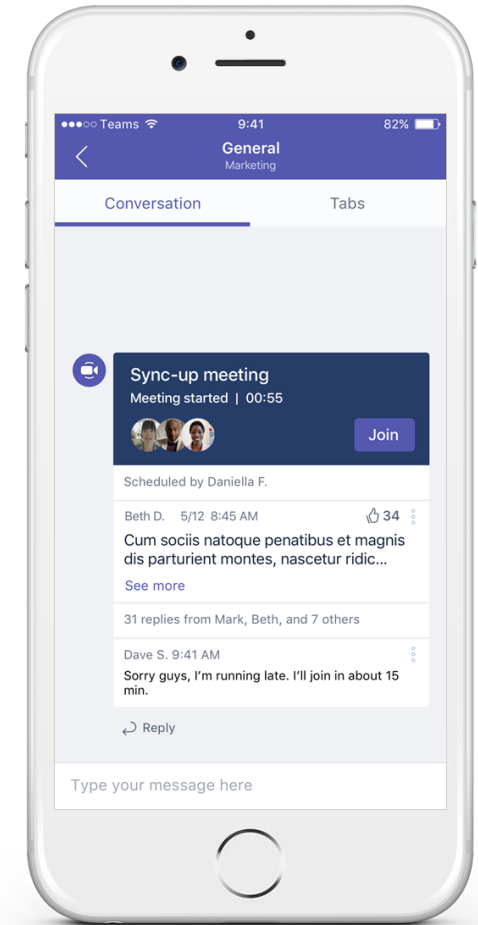 Teams 9:41 82%
General
Marketing
Conversation Tabs
Sync-up meeting
Meeting started | 00:55
Join
Scheduled by Daniella F.
Beth D. 5/12 8:45 AM 34
Cum sociis natoque penatibus et magnis
dis parturient montes, nascetur ridic...
See more
31 replies from Mark, Beth, and 7 others
Dave S. 9:41 AM
Sorry guys, I'm running late. I'll join in about 15
min.
Reply
Type your message here